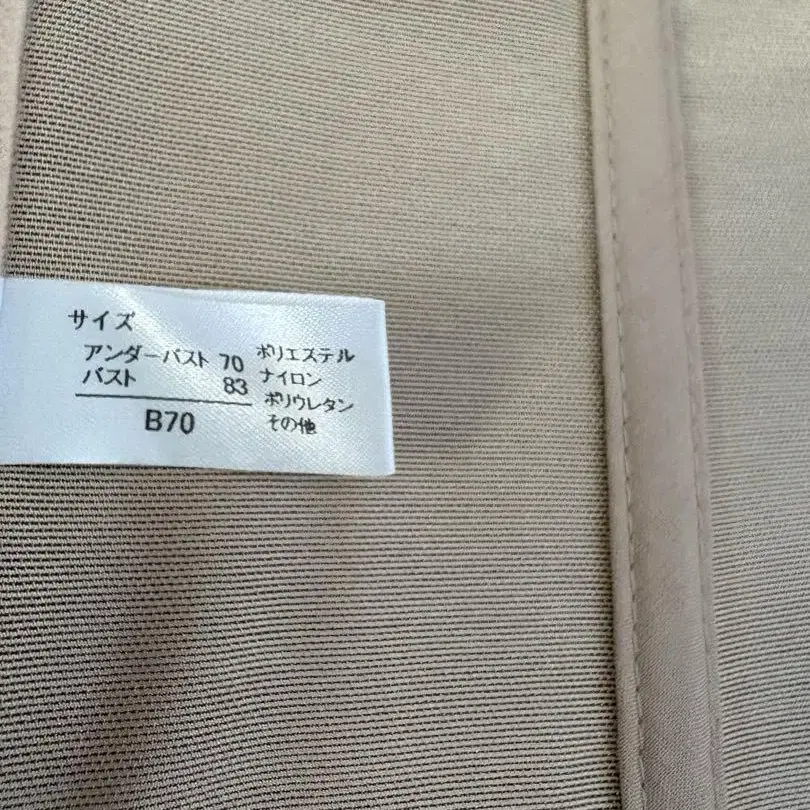 サイズ
アンダーバスト 70
バスト 83
B70
ポリエステル
ナイロン
ポリウレタン
その他